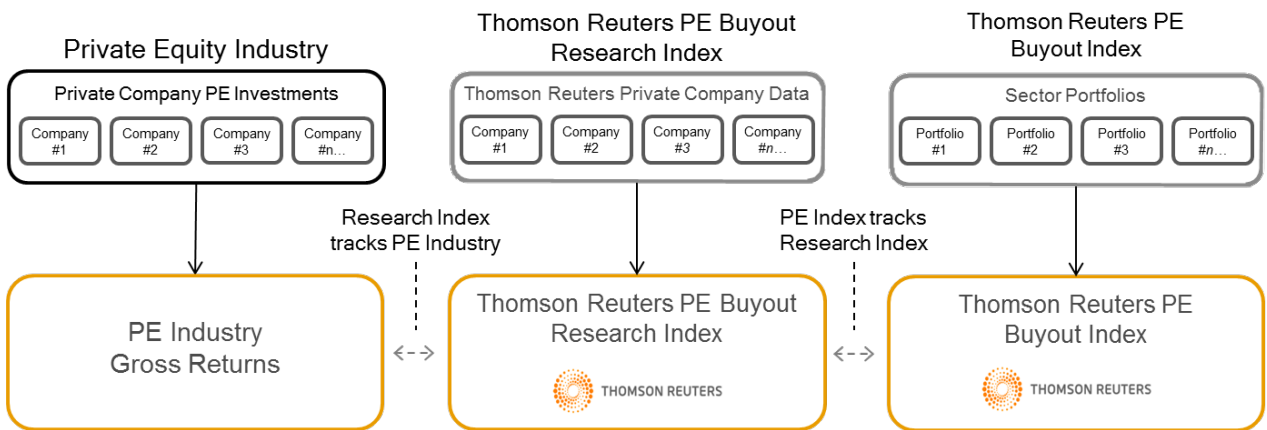 Private Equity Industry
Private Company PE Investments
Company
#1
Company
#2
Company
#3
Company
#n...
Thomson Reuters PE Buyout
Research Index
Thomson Reuters Private Company Data
Company
#1
Company
#2
Company
#3
Company
#n...
Thomson Reuters PE
Buyout Index
Sector Portfolios
Portfolio
#1
Portfolio
#2
Portfolio
#3
Portfolio
#n...
Research Index
tracks PE Industry
PE Index tracks
Research Index
PE Industry
Gross Returns
Thomson Reuters PE Buyout
Research Index
THOMSON REUTERS
Thomson Reuters PE
Buyout Index
THOMSON REUTERS